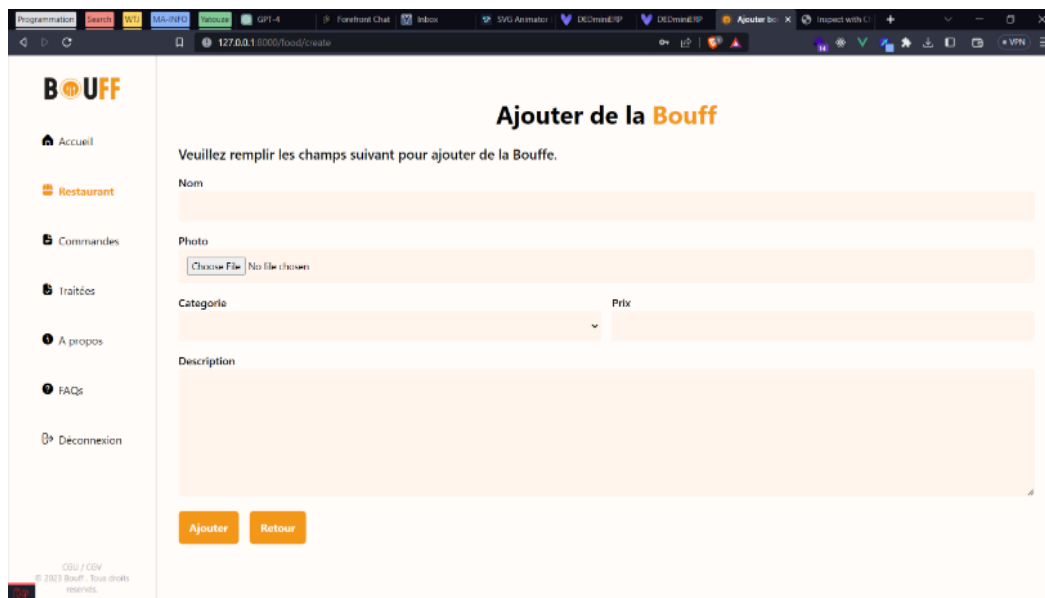 Programmation Search WTJ MA-INFO Yatouze GPT-4 Forefront Chat Inbox SVG Animator DEDminiERP DEDminiERP Ajouter bo Inspect with Cl
127.0.0.1:8000/food/create VPN
BOUFF
Ajouter de la Bouff
Accueil
Veuillez remplir les champs suivant pour ajouter de la Bouffe.
Nom
Restaurant
Commandes
Photo
Choose File No file chosen
Traitées
Categorie Prix
A propos
Description
FAQs
Déconnexion
Ajouter Retour
CGU / CGV
© 2023 Bouff . Tous droits
reservés.